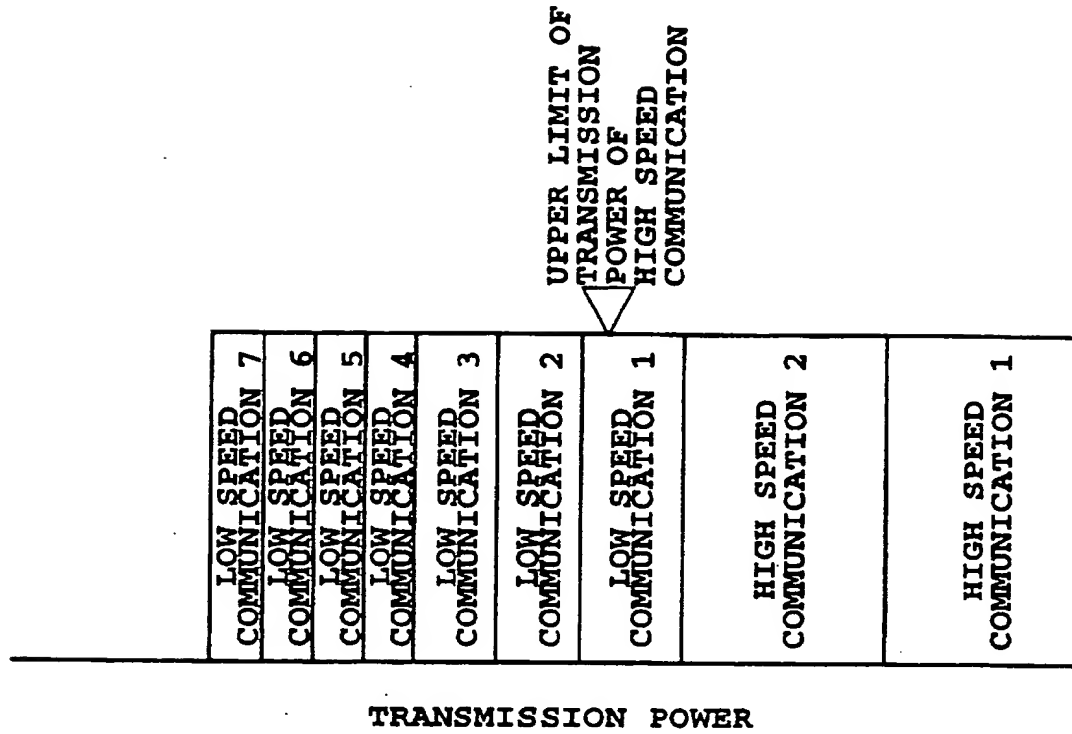 UPPER LIMIT OF
TRANSMISSION
POWER OF
HIGH SPEED
COMMUNICATION
LOW SPEED
COMMUNICATION 7
LOW SPEED
COMMUNICATION 6
LOW SPEED
COMMUNICATION 5
LOW SPEED
COMMUNICATION 4
LOW SPEED
COMMUNICATION 3
LOW SPEED
COMMUNICATION 2
LOW SPEED
COMMUNICATION 1
HIGH SPEED
COMMUNICATION 2
HIGH SPEED
COMMUNICATION 1
TRANSMISSION POWER